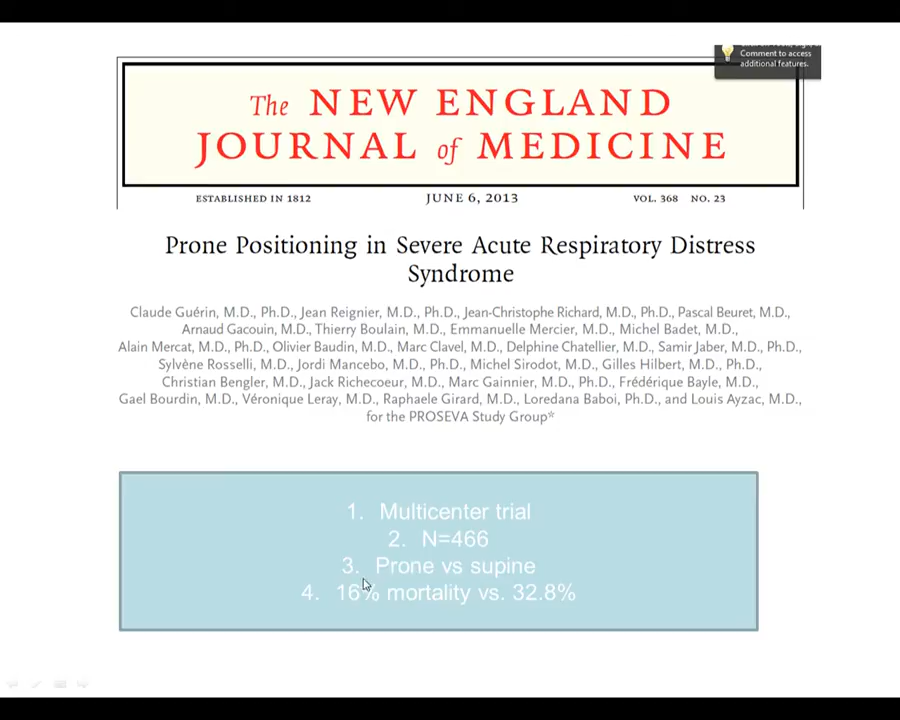 Comment to access
additional features.
The NEW ENGLAND
JOURNAL of MEDICINE
ESTABLISHED IN 1812 JUNE 6, 2013 VOL. 368 NO. 23
Prone Positioning in Severe Acute Respiratory Distress
Syndrome
Claude Guérin, M.D., Ph.D., Jean Reignier, M.D., Ph.D., Jean-Christophe Richard, M.D., Ph.D., Pascal Beuret, M.D.,
Arnaud Gacouin, M.D., Thierry Boulain, M.D., Emmanuelle Mercier, M.D., Michel Badet, M.D.,
Alain Mercat, M.D., Ph.D., Olivier Baudin, M.D., Marc Clavel, M.D., Delphine Chatellier, M.D., Samir Jaber, M.D., Ph.D.,
Sylvène Rosselli, M.D., Jordi Mancebo, M.D., Ph.D., Michel Sirodot, M.D., Gilles Hilbert, M.D., Ph.D.,
Christian Bengler, M.D., Jack Richecoeur, M.D., Marc Gainnier, M.D., Ph.D., Frédérique Bayle, M.D.,
Gael Bourdin, M.D., Véronique Leray, M.D., Raphaele Girard, M.D., Loredana Baboi, Ph.D., and Louis Ayzac, M.D.,
for the PROSEVA Study Group*
1. Multicenter trial
2. N=466
3. Prone vs supine
4. 16% mortality vs. 32.8%